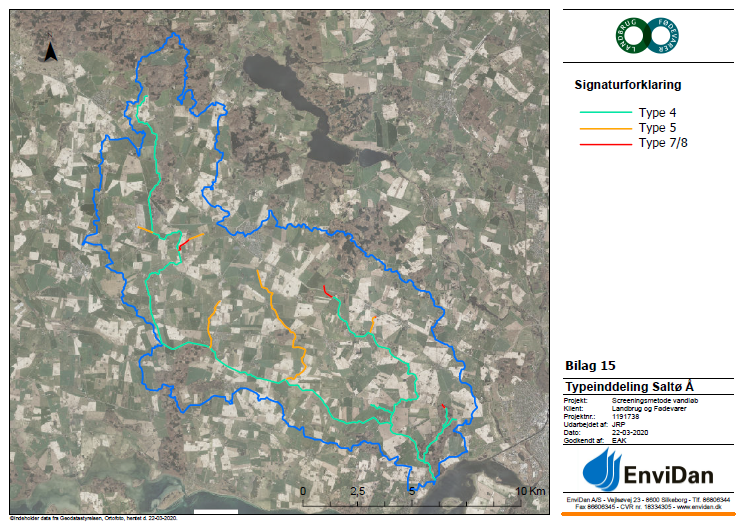 LANDBRUG FØDEVARER
Signaturforklaring
Type 4
Type 5
Type 7/8
Bilag 15
Typeinddeling Saltø Å
Projekt: Screeningsmetode vandløb
Klient: Landbrug og Fødevarer
Projektnr.: 1191738
Udarbejdet af: JRP
Dato: 22-03-2020
Godkendt af: EAK
EnviDan
EnviDan A/S - Vejlsøvej 23 - 8600 Silkeborg - Tlf. 86806344
Fax 86806345 - CVR nr. 18334305 - www.envidan.dk
0 2,5 5 10 Km
©Indeholder data fra Geodatastyrelsen, Ortofoto, hentet d. 22-03-2020.